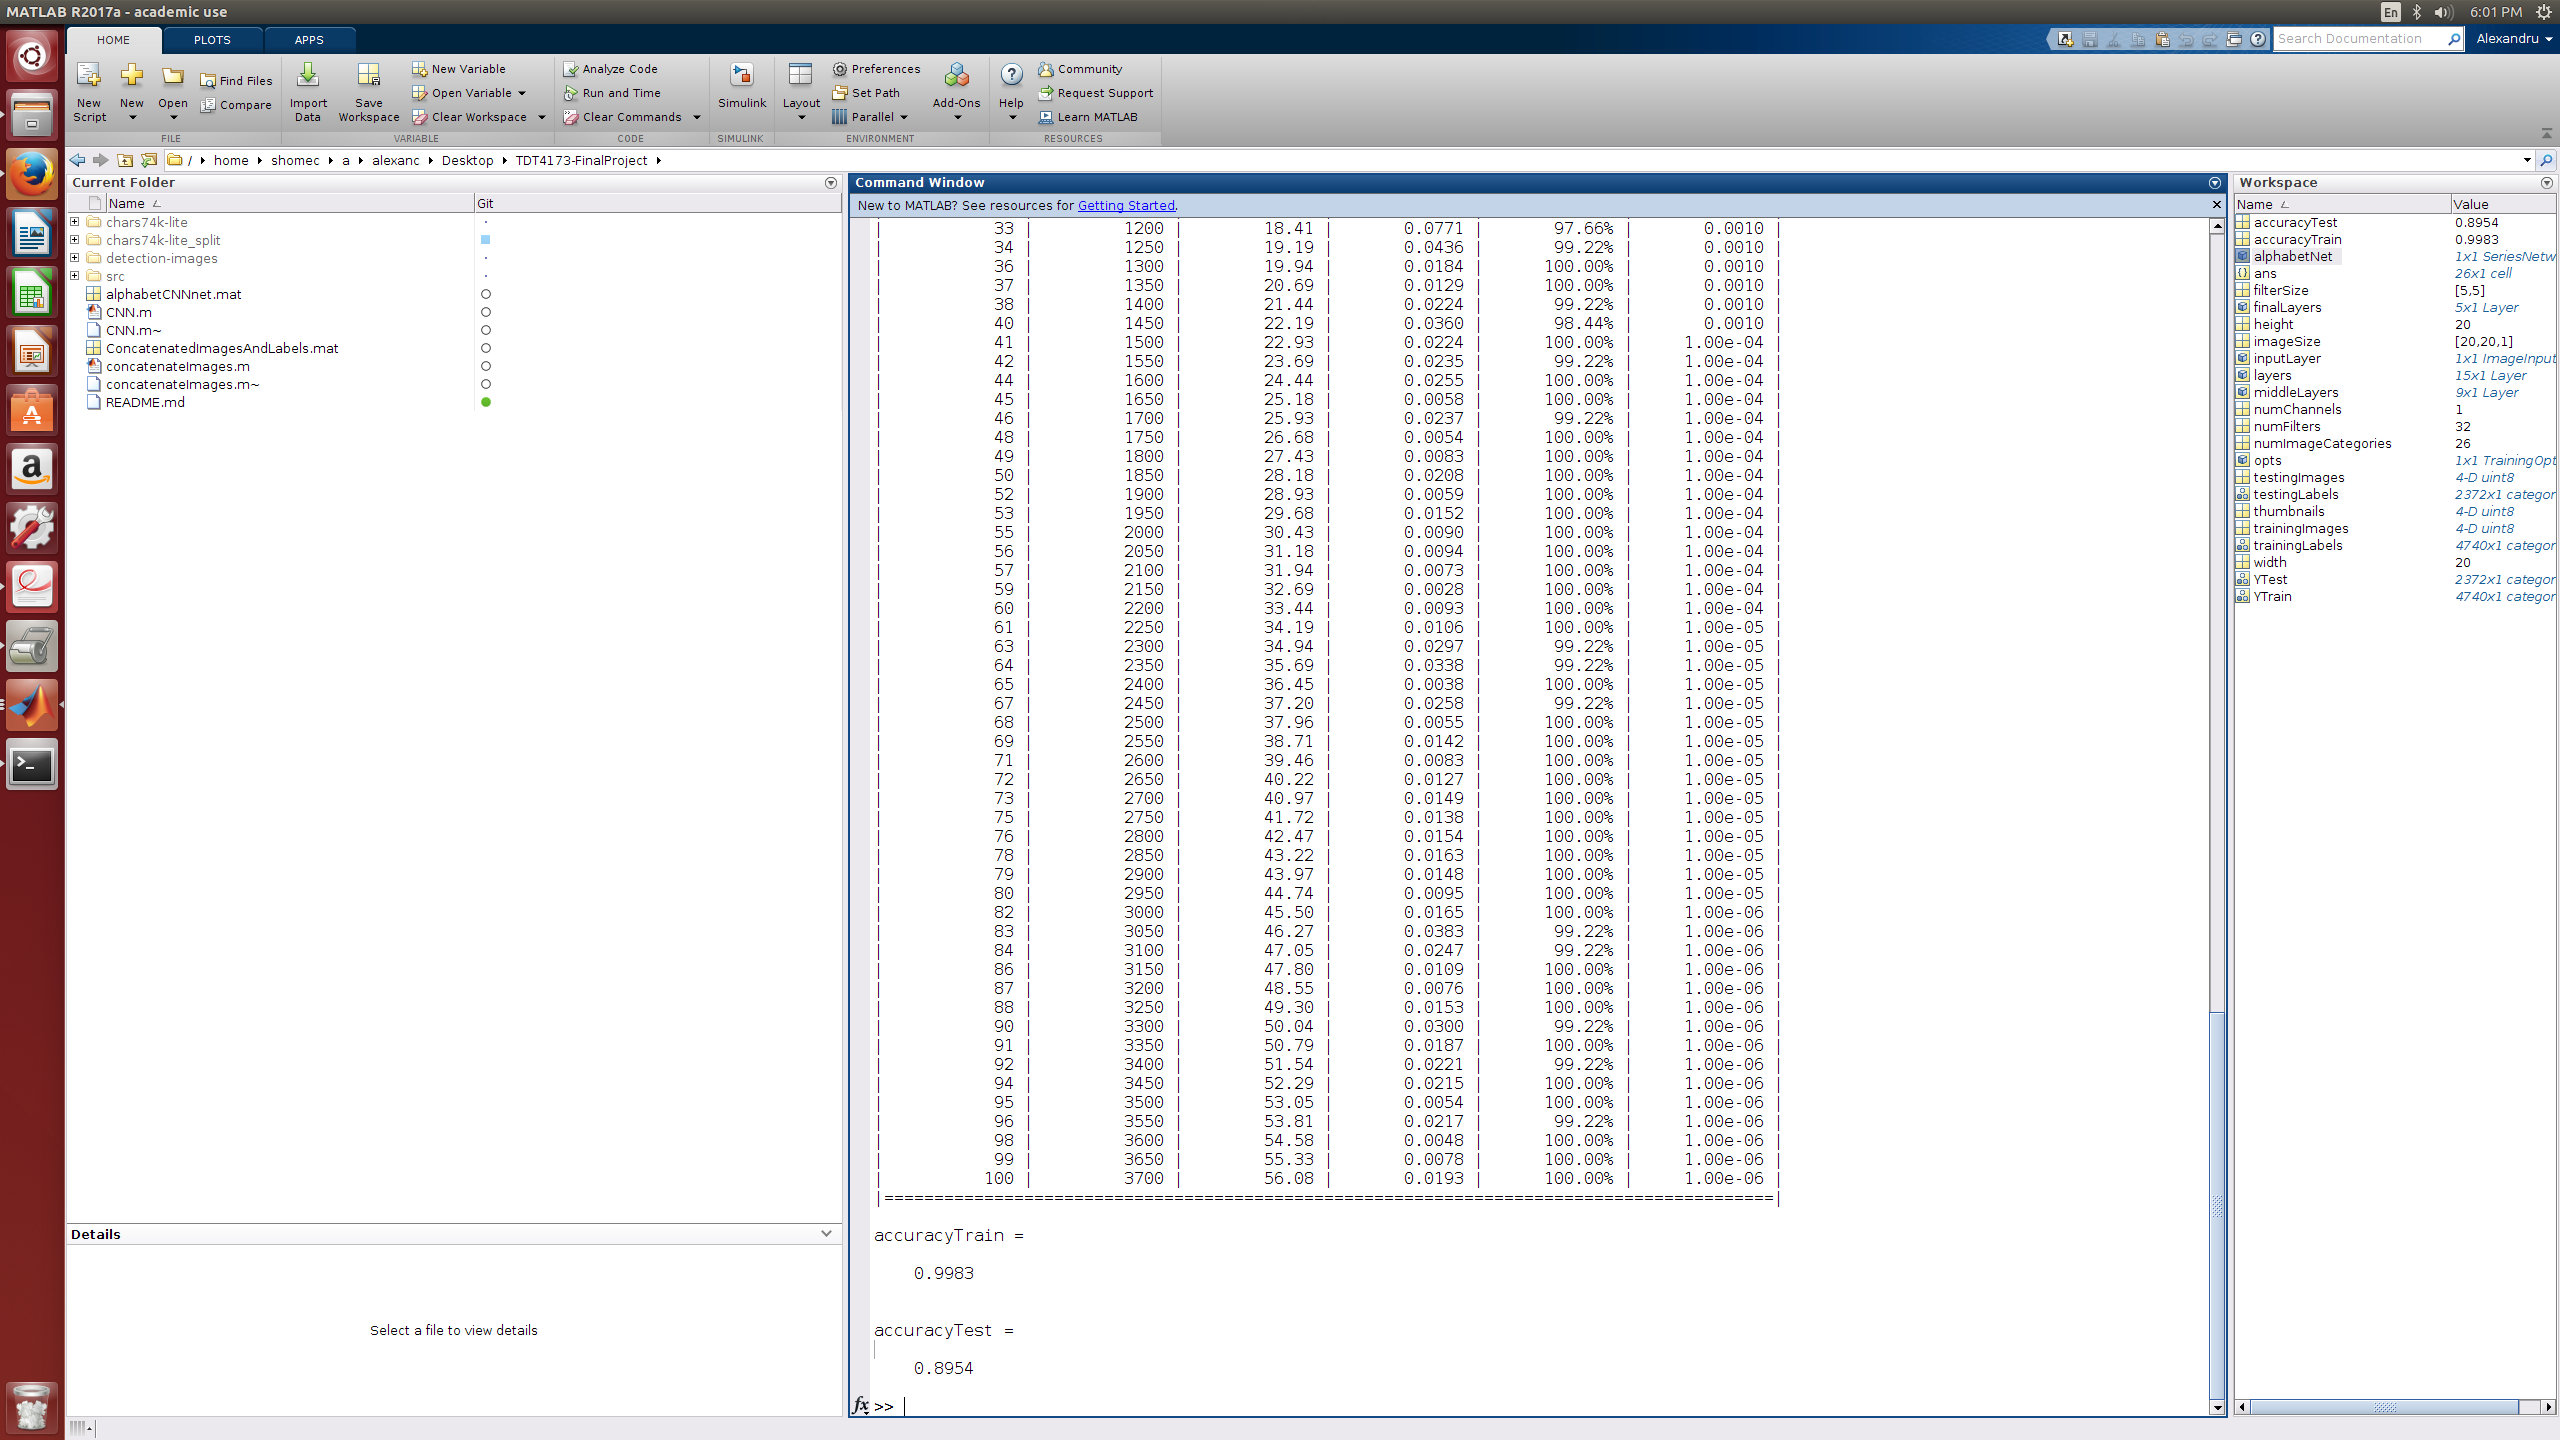 MATLAB R2017a - academic use
En
6:01 PM
HOME
PLOTS
APPS
Search Documentation
Alexandru
New Script
New
Open
Find Files
Compare
FILE
Import Data
Save Workspace
New Variable
Open Variable
Clear Workspace
VARIABLE
Analyze Code
Run and Time
Clear Commands
CODE
Simulink
SIMULINK
Layout
Preferences
Set Path
Parallel
Add-Ons
ENVIRONMENT
Help
Community
Request Support
Learn MATLAB
RESOURCES
/ home shomec a alexanc Desktop TDT4173-FinalProject
Current Folder
Name Git
chars74k-lite
chars74k-lite_split
detection-images
src
alphabetCNNnet.mat
CNN.m
CNN.m~
ConcatenatedImagesAndLabels.mat
concatenateImages.m
concatenateImages.m~
README.md
Details
Select a file to view details
Command Window
New to MATLAB? See resources for Getting Started.
| 33 | 1200 | 18.41 | 0.0771 | 97.66% | 0.0010 |
| 34 | 1250 | 19.19 | 0.0436 | 99.22% | 0.0010 |
| 36 | 1300 | 19.94 | 0.0184 | 100.00% | 0.0010 |
| 37 | 1350 | 20.69 | 0.0129 | 100.00% | 0.0010 |
| 38 | 1400 | 21.44 | 0.0224 | 99.22% | 0.0010 |
| 40 | 1450 | 22.19 | 0.0360 | 98.44% | 0.0010 |
| 41 | 1500 | 22.93 | 0.0224 | 100.00% | 1.00e-04 |
| 42 | 1550 | 23.69 | 0.0235 | 99.22% | 1.00e-04 |
| 44 | 1600 | 24.44 | 0.0255 | 100.00% | 1.00e-04 |
| 45 | 1650 | 25.18 | 0.0058 | 100.00% | 1.00e-04 |
| 46 | 1700 | 25.93 | 0.0237 | 99.22% | 1.00e-04 |
| 48 | 1750 | 26.68 | 0.0054 | 100.00% | 1.00e-04 |
| 49 | 1800 | 27.43 | 0.0083 | 100.00% | 1.00e-04 |
| 50 | 1850 | 28.18 | 0.0208 | 100.00% | 1.00e-04 |
| 52 | 1900 | 28.93 | 0.0059 | 100.00% | 1.00e-04 |
| 53 | 1950 | 29.68 | 0.0152 | 100.00% | 1.00e-04 |
| 55 | 2000 | 30.43 | 0.0090 | 100.00% | 1.00e-04 |
| 56 | 2050 | 31.18 | 0.0094 | 100.00% | 1.00e-04 |
| 57 | 2100 | 31.94 | 0.0073 | 100.00% | 1.00e-04 |
| 59 | 2150 | 32.69 | 0.0028 | 100.00% | 1.00e-04 |
| 60 | 2200 | 33.44 | 0.0093 | 100.00% | 1.00e-04 |
| 61 | 2250 | 34.19 | 0.0106 | 100.00% | 1.00e-05 |
| 63 | 2300 | 34.94 | 0.0297 | 99.22% | 1.00e-05 |
| 64 | 2350 | 35.69 | 0.0338 | 99.22% | 1.00e-05 |
| 65 | 2400 | 36.45 | 0.0038 | 100.00% | 1.00e-05 |
| 67 | 2450 | 37.20 | 0.0258 | 99.22% | 1.00e-05 |
| 68 | 2500 | 37.96 | 0.0055 | 100.00% | 1.00e-05 |
| 69 | 2550 | 38.71 | 0.0142 | 100.00% | 1.00e-05 |
| 71 | 2600 | 39.46 | 0.0083 | 100.00% | 1.00e-05 |
| 72 | 2650 | 40.22 | 0.0127 | 100.00% | 1.00e-05 |
| 73 | 2700 | 40.97 | 0.0149 | 100.00% | 1.00e-05 |
| 75 | 2750 | 41.72 | 0.0138 | 100.00% | 1.00e-05 |
| 76 | 2800 | 42.47 | 0.0154 | 100.00% | 1.00e-05 |
| 78 | 2850 | 43.22 | 0.0163 | 100.00% | 1.00e-05 |
| 79 | 2900 | 43.97 | 0.0148 | 100.00% | 1.00e-05 |
| 80 | 2950 | 44.74 | 0.0095 | 100.00% | 1.00e-05 |
| 82 | 3000 | 45.50 | 0.0165 | 100.00% | 1.00e-06 |
| 83 | 3050 | 46.27 | 0.0383 | 99.22% | 1.00e-06 |
| 84 | 3100 | 47.05 | 0.0247 | 99.22% | 1.00e-06 |
| 86 | 3150 | 47.80 | 0.0109 | 100.00% | 1.00e-06 |
| 87 | 3200 | 48.55 | 0.0076 | 100.00% | 1.00e-06 |
| 88 | 3250 | 49.30 | 0.0153 | 100.00% | 1.00e-06 |
| 90 | 3300 | 50.04 | 0.0300 | 99.22% | 1.00e-06 |
| 91 | 3350 | 50.79 | 0.0187 | 100.00% | 1.00e-06 |
| 92 | 3400 | 51.54 | 0.0221 | 99.22% | 1.00e-06 |
| 94 | 3450 | 52.29 | 0.0215 | 100.00% | 1.00e-06 |
| 95 | 3500 | 53.05 | 0.0054 | 100.00% | 1.00e-06 |
| 96 | 3550 | 53.81 | 0.0217 | 99.22% | 1.00e-06 |
| 98 | 3600 | 54.58 | 0.0048 | 100.00% | 1.00e-06 |
| 99 | 3650 | 55.33 | 0.0078 | 100.00% | 1.00e-06 |
| 100 | 3700 | 56.08 | 0.0193 | 100.00% | 1.00e-06 |
|=========================================================================================|
accuracyTrain =
0.9983
accuracyTest =
0.8954
fx >>
Workspace
Name Value
accuracyTest 0.8954
accuracyTrain 0.9983
alphabetNet 1x1 SeriesNetw
ans 26x1 cell
filterSize [5,5]
finalLayers 5x1 Layer
height 20
imageSize [20,20,1]
inputLayer 1x1 ImageInput
layers 15x1 Layer
middleLayers 9x1 Layer
numChannels 1
numFilters 32
numImageCategories 26
opts 1x1 TrainingOpt
testingImages 4-D uint8
testingLabels 2372x1 categor
thumbnails 4-D uint8
trainingImages 4-D uint8
trainingLabels 4740x1 categor
width 20
YTest 2372x1 categor
YTrain 4740x1 categor